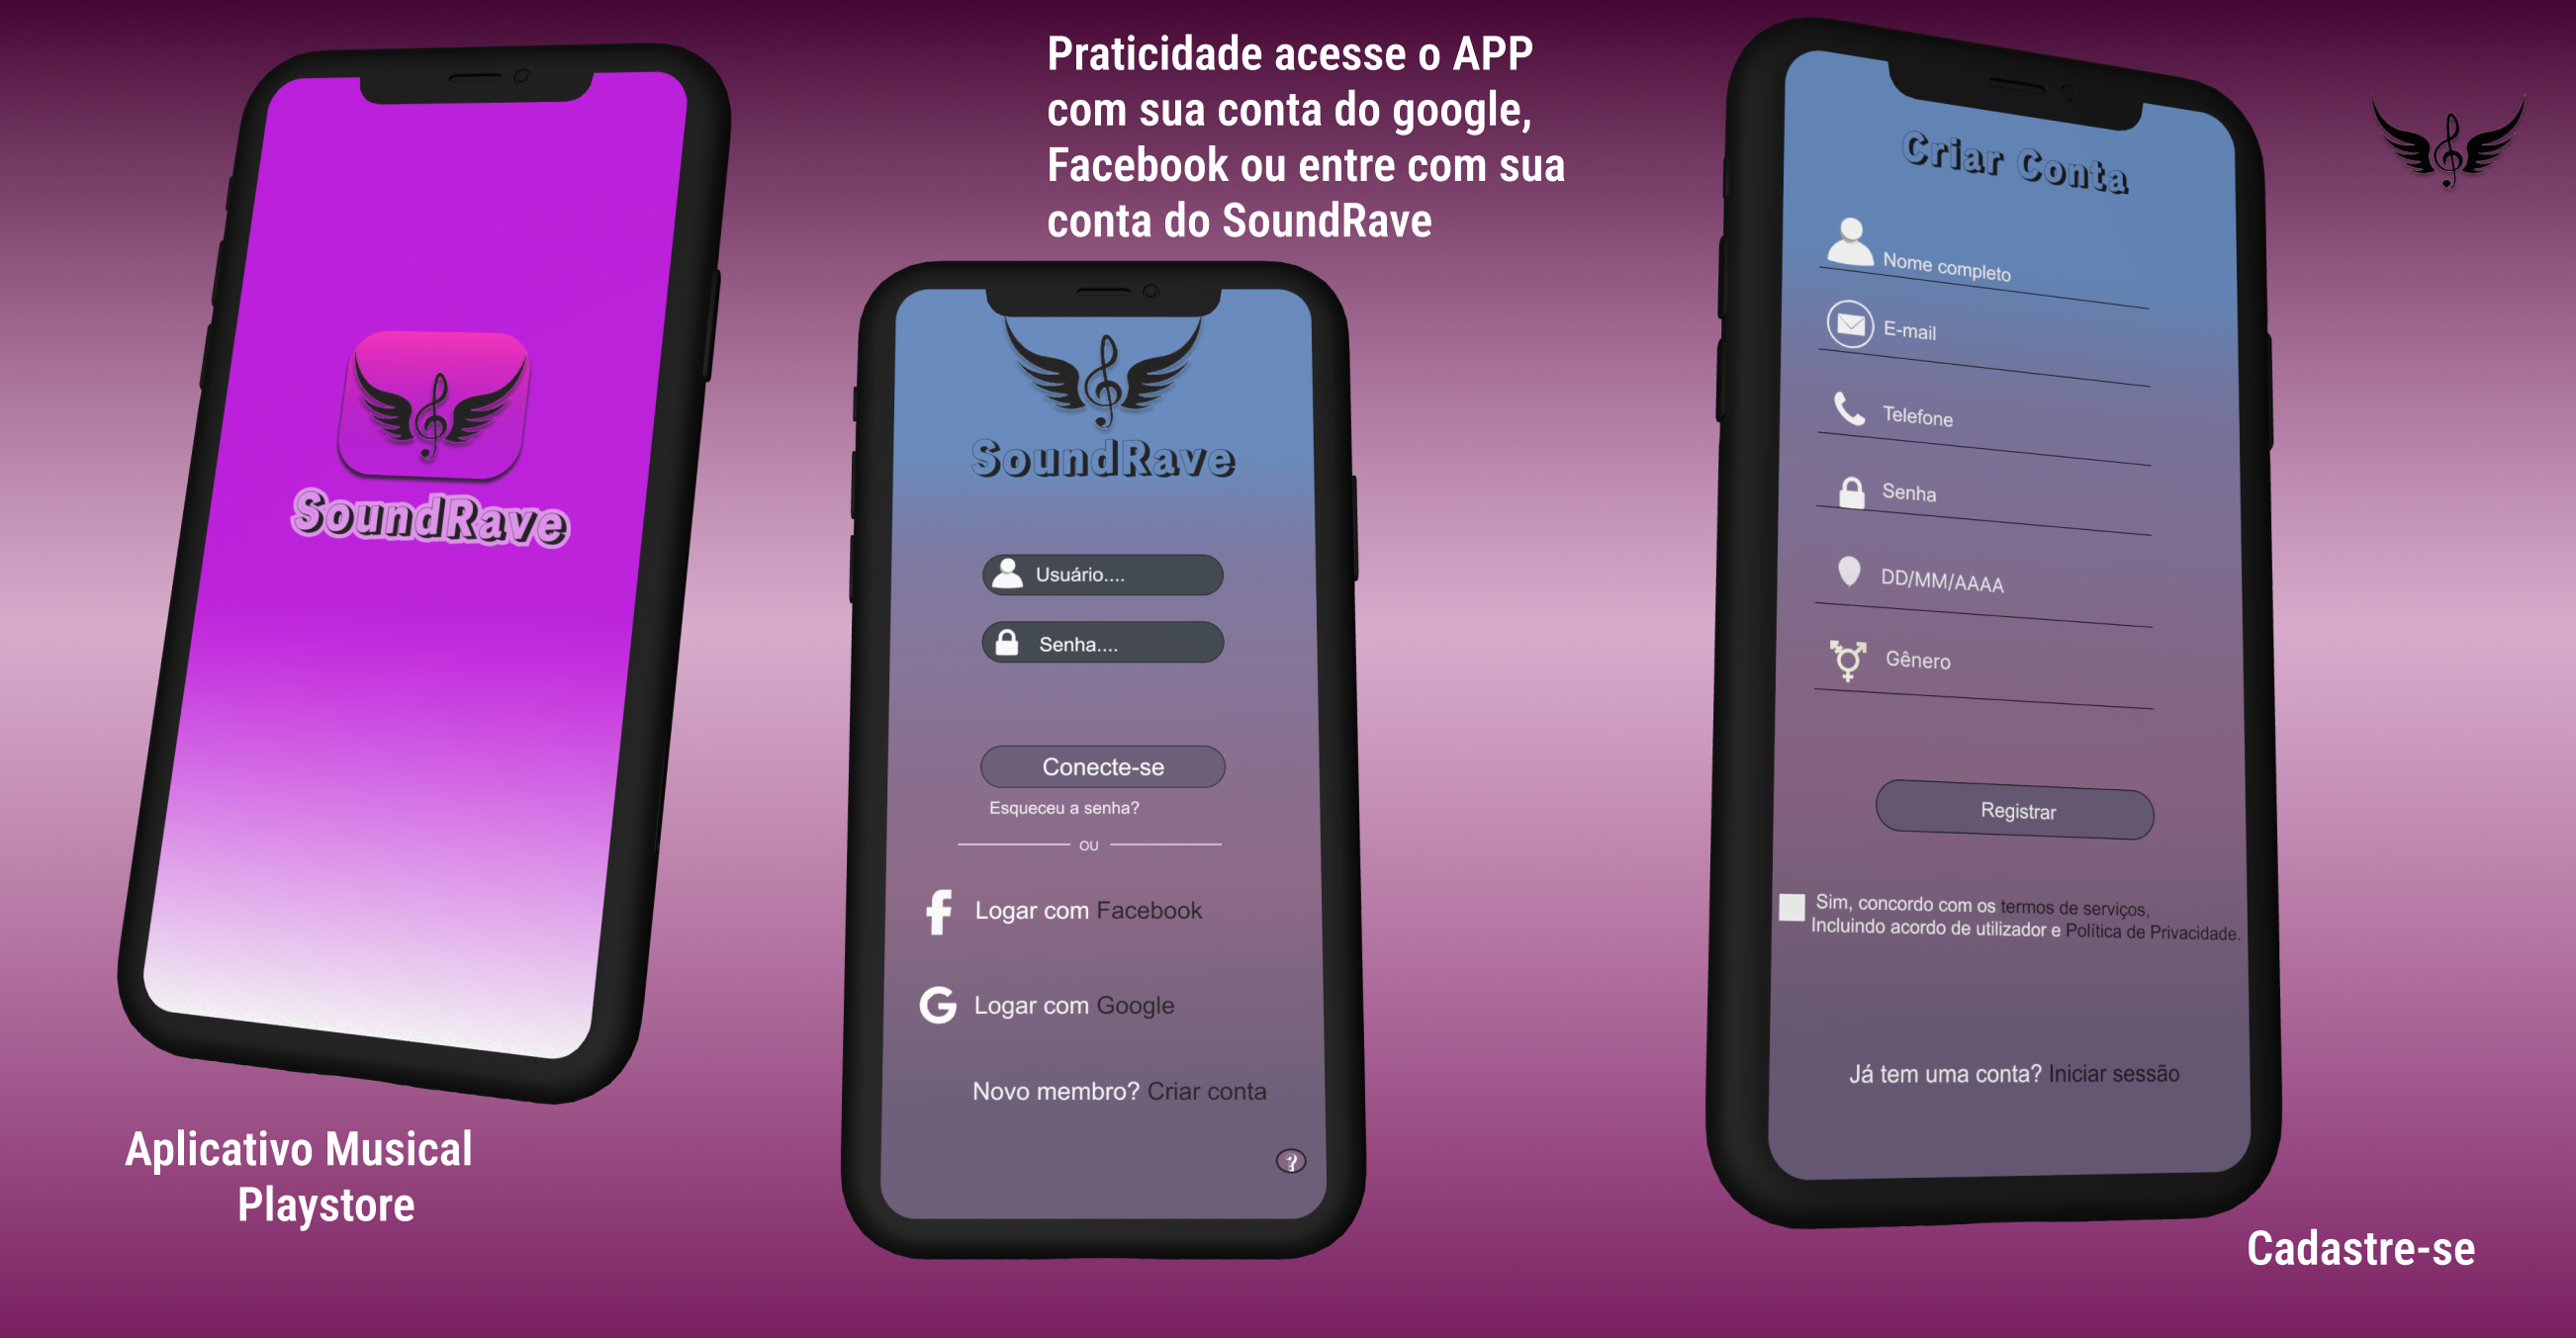 SoundRave
Aplicativo Musical
Playstore
Praticidade acesse o APP
com sua conta do google,
Facebook ou entre com sua
conta do SoundRave
SoundRave
Usuário....
Senha....
Conecte-se
Esqueceu a senha?
OU
Logar com Facebook
G Logar com Google
Novo membro? Criar conta
?
Criar Conta
Nome completo
E-mail
Telefone
Senha
DD/MM/AAAA
Gênero
Registrar
Sim, concordo com os termos de serviços,
Incluindo acordo de utilizador e Política de Privacidade.
Já tem uma conta? Iniciar sessão
Cadastre-se